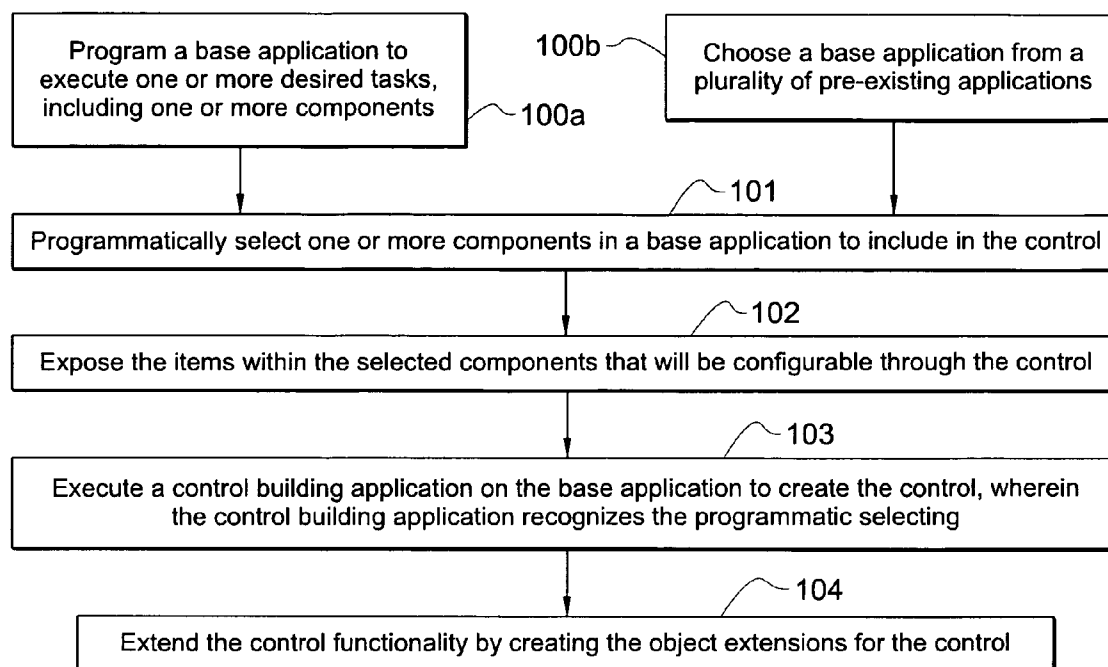 Program a base application to
execute one or more desired tasks,
including one or more components
100a
100b
Choose a base application from a
plurality of pre-existing applications
101
Programmatically select one or more components in a base application to include in the control
102
Expose the items within the selected components that will be configurable through the control
103
Execute a control building application on the base application to create the control, wherein
the control building application recognizes the programmatic selecting
104
Extend the control functionality by creating the object extensions for the control